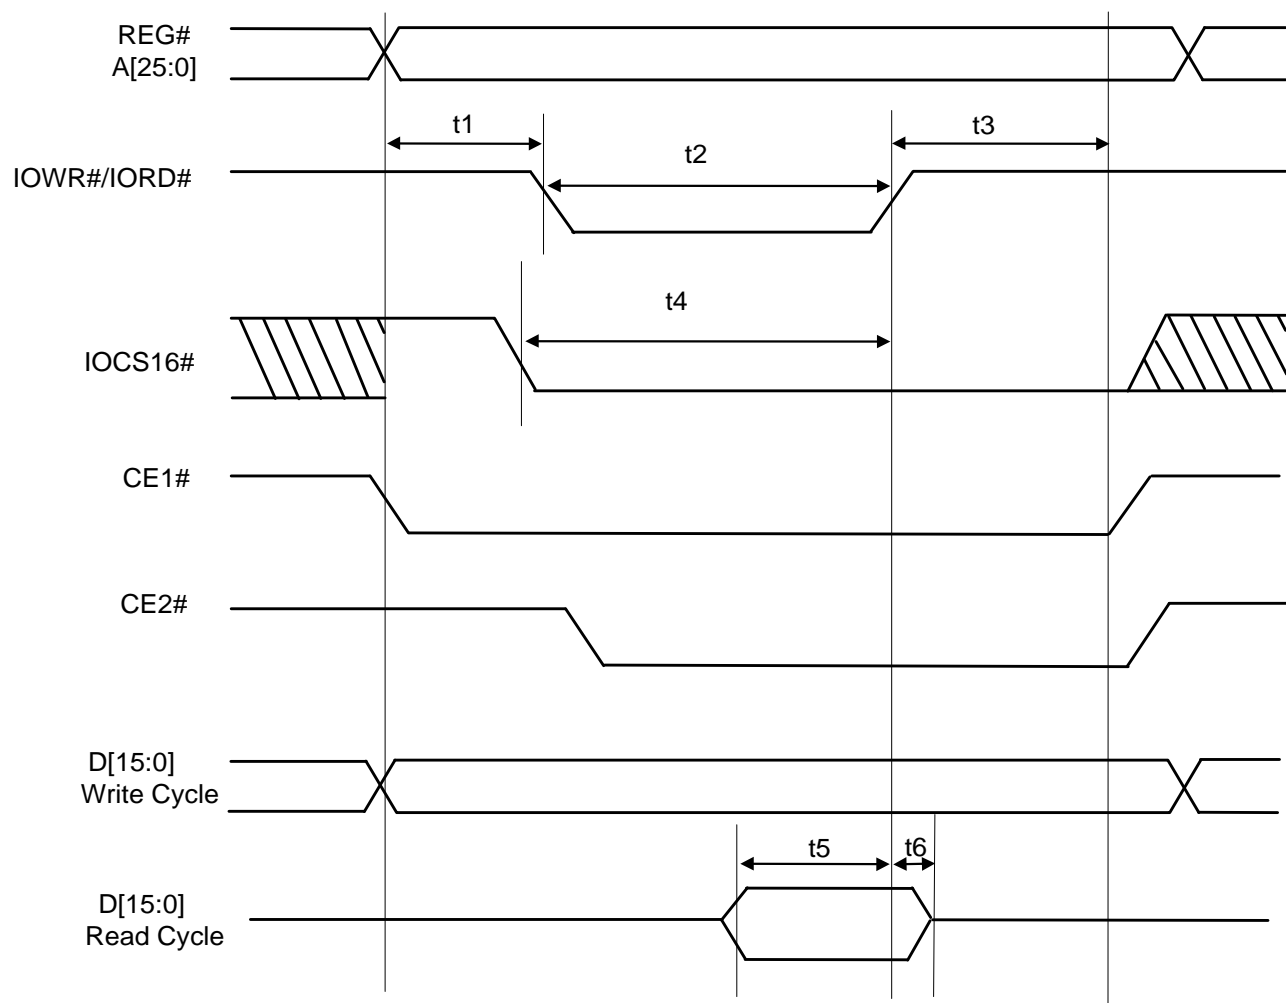 REG#
A[25:0]
t1
t2
t3
IOWR#/IORD#
t4
IOCS16#
CE1#
CE2#
D[15:0]
Write Cycle
t5
t6
D[15:0]
Read Cycle